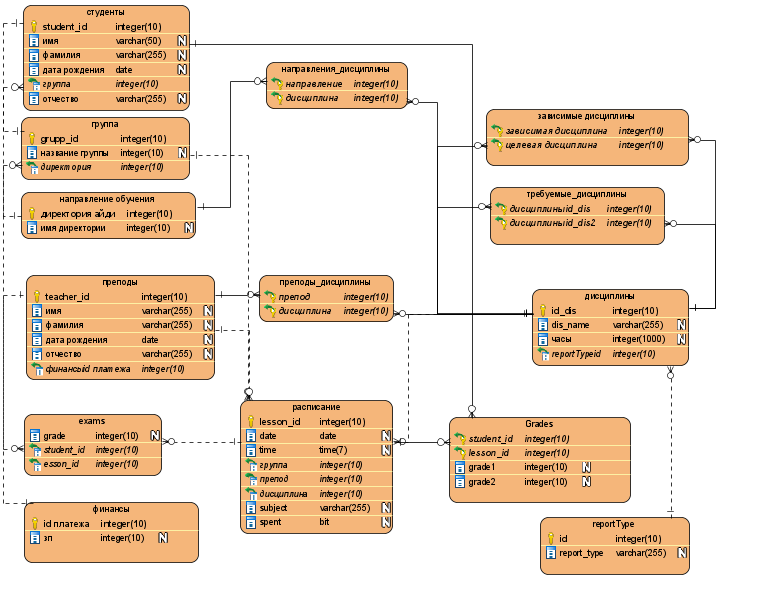 студенты
student_id integer(10)
имя varchar(50) N
фамилия varchar(255) N
дата рождения date N
группа integer(10)
отчество varchar(255) N
группа
grupp_id integer(10)
название группы integer(10) N
директория integer(10)
направление обучения
директория айди integer(10)
имя директории integer(10) N
направления_дисциплины
направление integer(10)
дисциплина integer(10)
зависимые дисциплины
зависимая дисциплина integer(10)
целевая дисциплина integer(10)
требуемые_дисциплины
дисциплиныid_dis integer(10)
дисциплиныid_dis2 integer(10)
преподы
teacher_id integer(10)
имя varchar(255) N
фамилия varchar(255) N
дата рождения date N
отчество varchar(255) N
финансыid платежа integer(10)
преподы_дисциплины
препод integer(10)
дисциплина integer(10)
дисциплины
id_dis integer(10)
dis_name varchar(255) N
часы integer(1000) N
reportTypeid integer(10)
exams
grade integer(10) N
student_id integer(10)
esson_id integer(10)
расписание
lesson_id integer(10)
date date N
time time(7) N
группа integer(10)
препод integer(10)
дисциплина integer(10)
subject varchar(255) N
spent bit N
Grades
student_id integer(10)
lesson_id integer(10)
grade1 integer(10) N
grade2 integer(10) N
финансы
id платежа integer(10)
зп integer(10) N
reportType
id integer(10)
report_type varchar(255) N